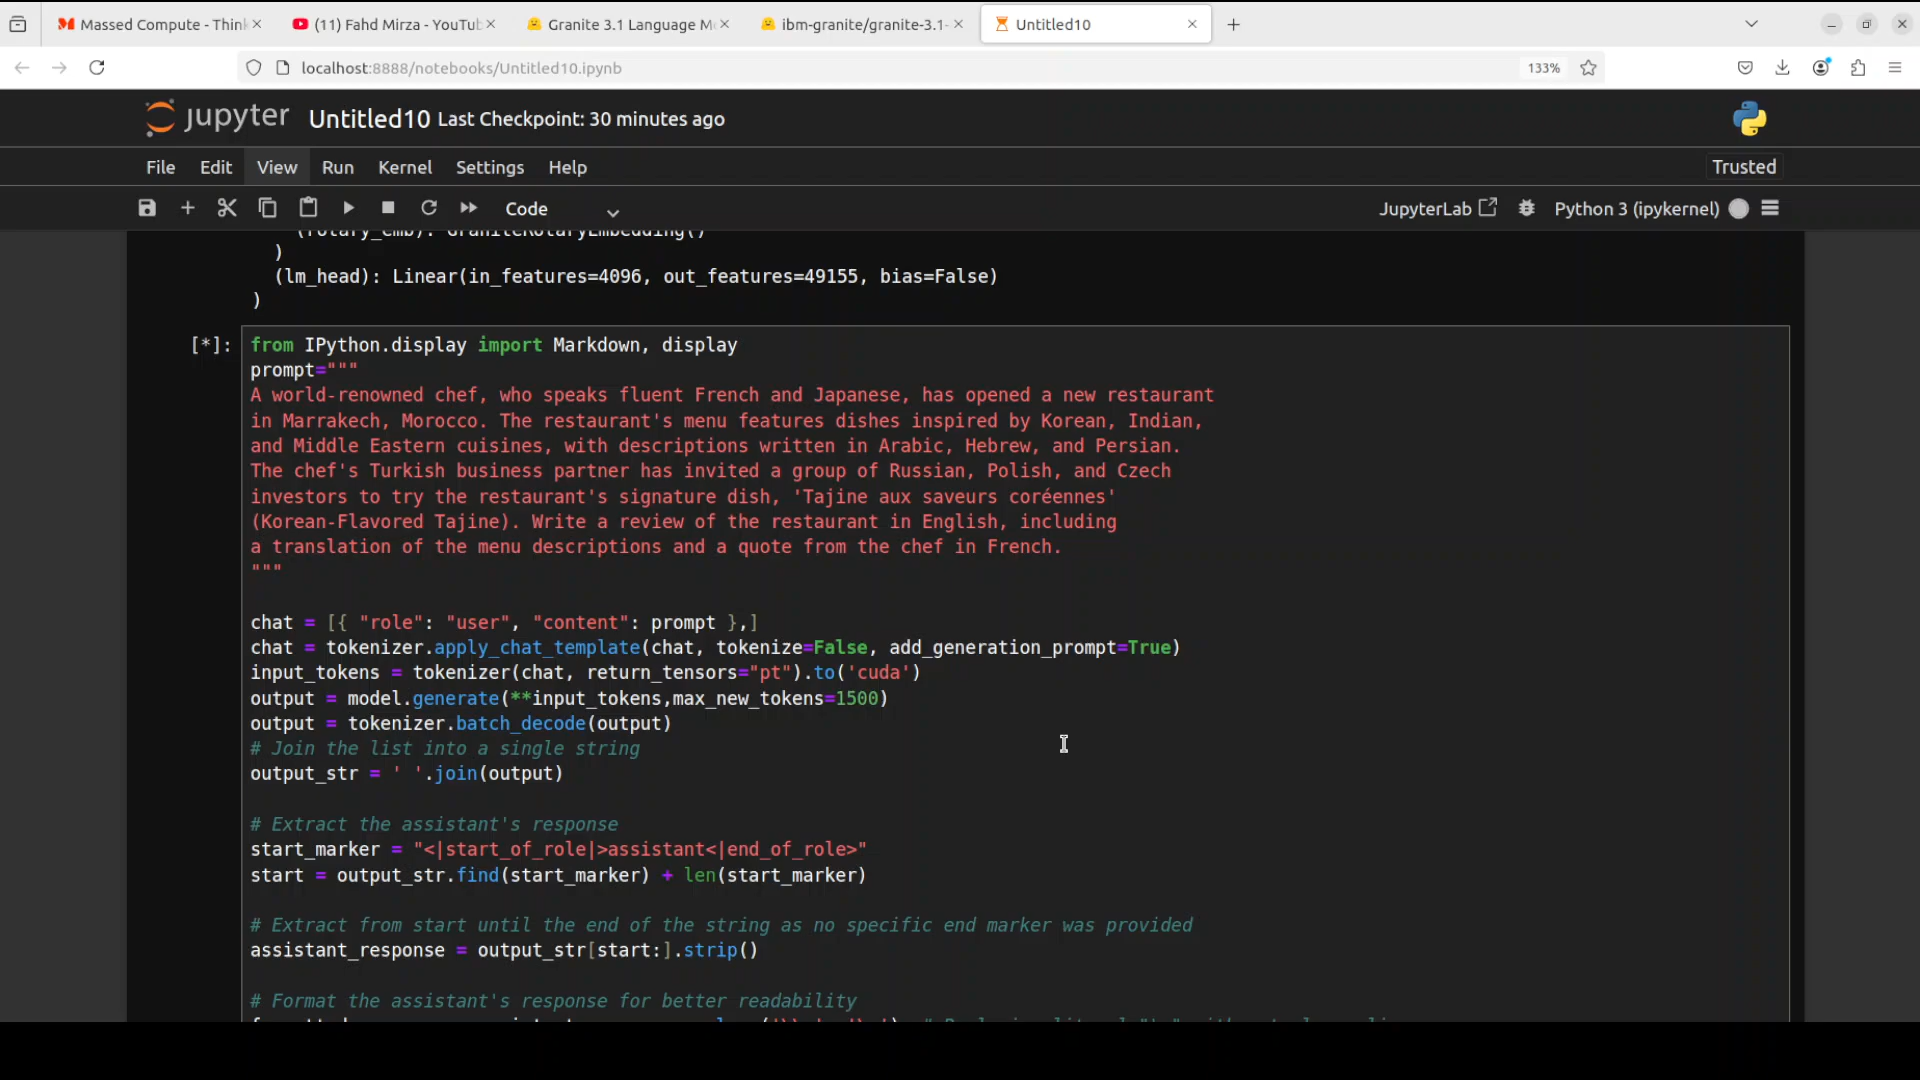 Massed Compute - Think
(11) Fahd Mirza - YouTub
Granite 3.1 Language M
ibm-granite/granite-3.1-
Untitled10
localhost:8888/notebooks/Untitled10.ipynb
133%
jupyter Untitled10 Last Checkpoint: 30 minutes ago
File Edit View Run Kernel Settings Help
Trusted
Code
JupyterLab
Python 3 (ipykernel)
(rotary_emb): GraniteRotaryEmbedding()
)
(lm_head): Linear(in_features=4096, out_features=49155, bias=False)
)
[*]: from IPython.display import Markdown, display
prompt="""
A world-renowned chef, who speaks fluent French and Japanese, has opened a new restaurant
in Marrakech, Morocco. The restaurant's menu features dishes inspired by Korean, Indian,
and Middle Eastern cuisines, with descriptions written in Arabic, Hebrew, and Persian.
The chef's Turkish business partner has invited a group of Russian, Polish, and Czech
investors to try the restaurant's signature dish, 'Tajine aux saveurs coréennes'
(Korean-Flavored Tajine). Write a review of the restaurant in English, including
a translation of the menu descriptions and a quote from the chef in French.
"""
chat = [{ "role": "user", "content": prompt },]
chat = tokenizer.apply_chat_template(chat, tokenize=False, add_generation_prompt=True)
input_tokens = tokenizer(chat, return_tensors="pt").to('cuda')
output = model.generate(**input_tokens,max_new_tokens=1500)
output = tokenizer.batch_decode(output)
# Join the list into a single string
output_str = ' '.join(output)
# Extract the assistant's response
start_marker = "<|start_of_role|>assistant<|end_of_role>"
start = output_str.find(start_marker) + len(start_marker)
# Extract from start until the end of the string as no specific end marker was provided
assistant_response = output_str[start:].strip()
# Format the assistant's response for better readability